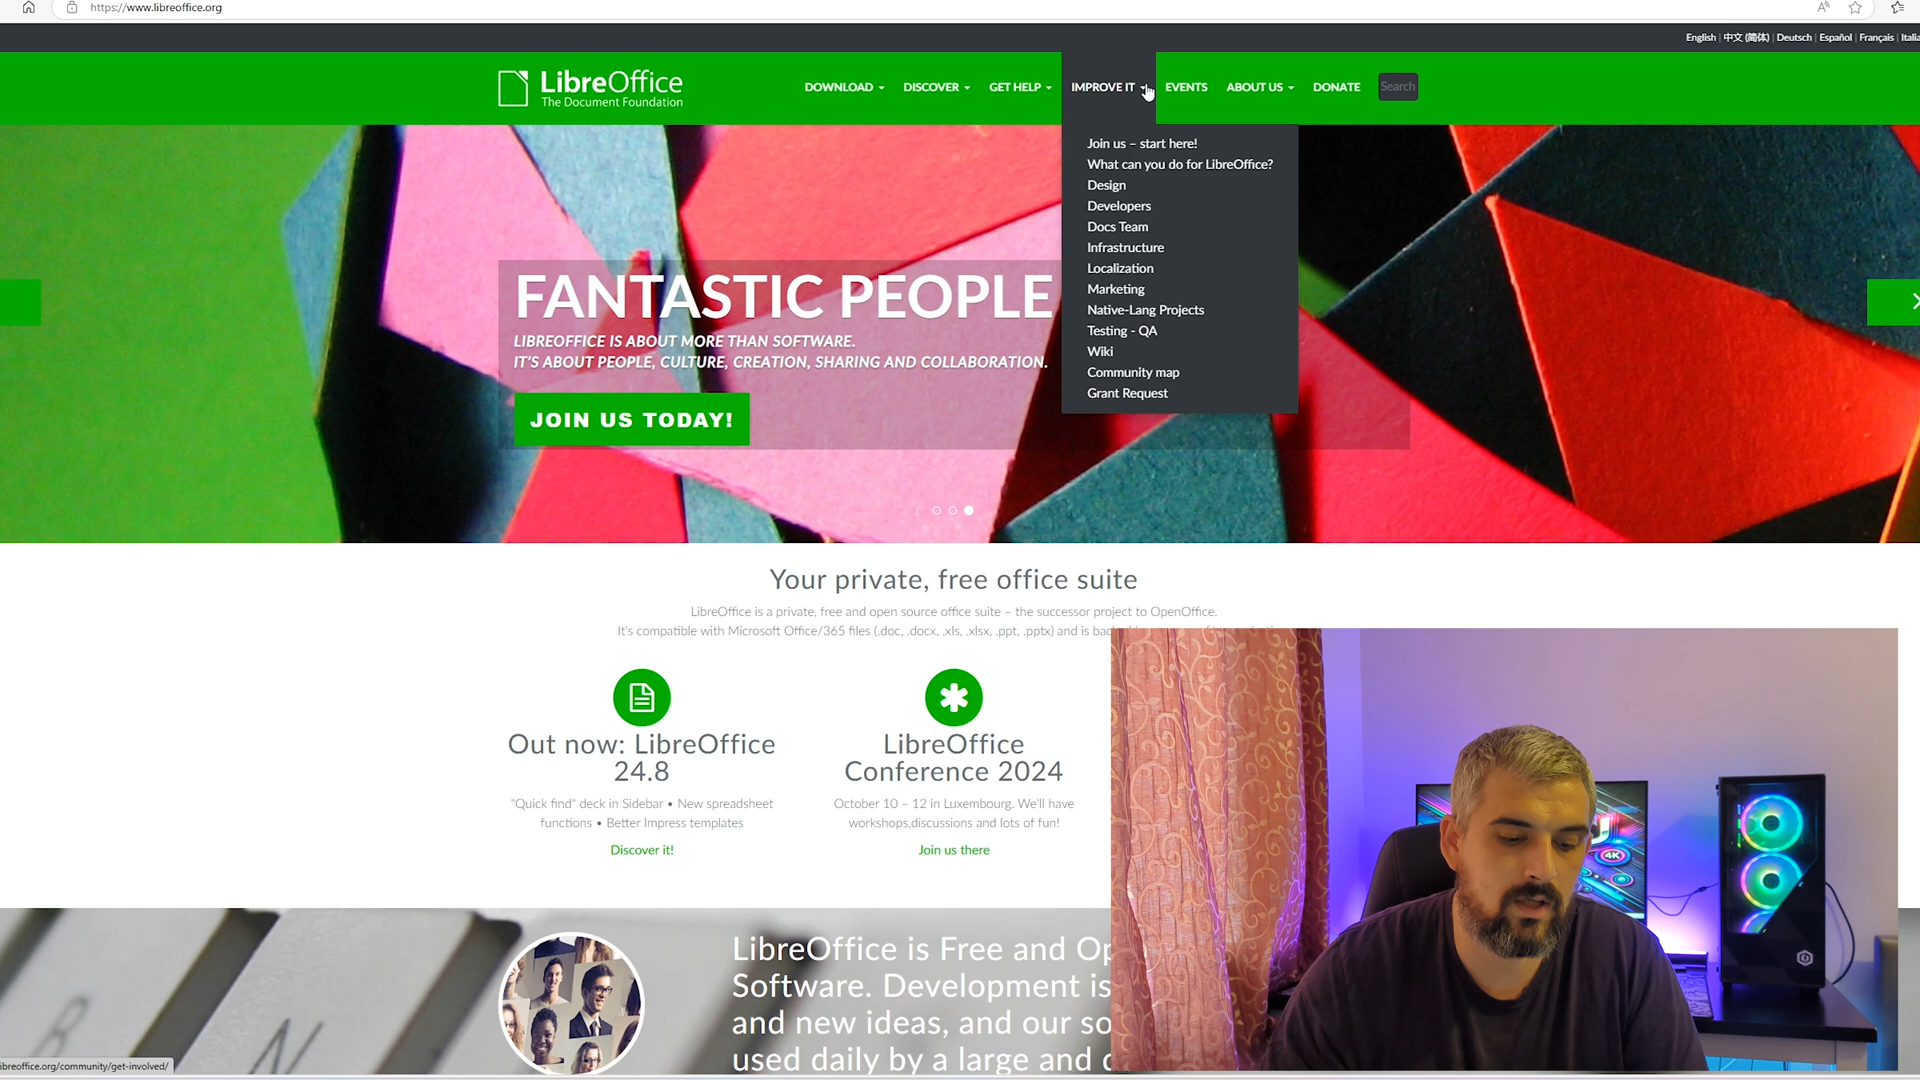 https://www.libreoffice.org
English | 中文 (简体) | Deutsch | Español | Français |
LibreOffice
The Document Foundation
DOWNLOAD
DISCOVER
GET HELP
IMPROVE IT
EVENTS
ABOUT US
DONATE
Search
Join us – start here!
What can you do for LibreOffice?
Design
Developers
Docs Team
Infrastructure
Localization
Marketing
Native-Lang Projects
Testing - QA
Wiki
Community map
Grant Request
FANTASTIC PEOPLE
LIBREOFFICE IS ABOUT MORE THAN SOFTWARE.
IT'S ABOUT PEOPLE, CULTURE, CREATION, SHARING AND COLLABORATION.
JOIN US TODAY!
Your private, free office suite
LibreOffice is a private, free and open source office suite – the successor project to OpenOffice.
It's compatible with Microsoft Office/365 files (.doc, .docx, .xls, .xlsx, .ppt, .pptx) and is
Out now: LibreOffice
24.8
"Quick find" deck in Sidebar • New spreadsheet
functions • Better Impress templates
Discover it!
LibreOffice
Conference 2024
October 10 – 12 in Luxembourg. We'll have
workshops,discussions and lots of fun!
Join us there
LibreOffice is Free and
Software. Development is
and new ideas, and our
used daily by a large and
ibreoffice.org/community/get-involved/
B
N
4K